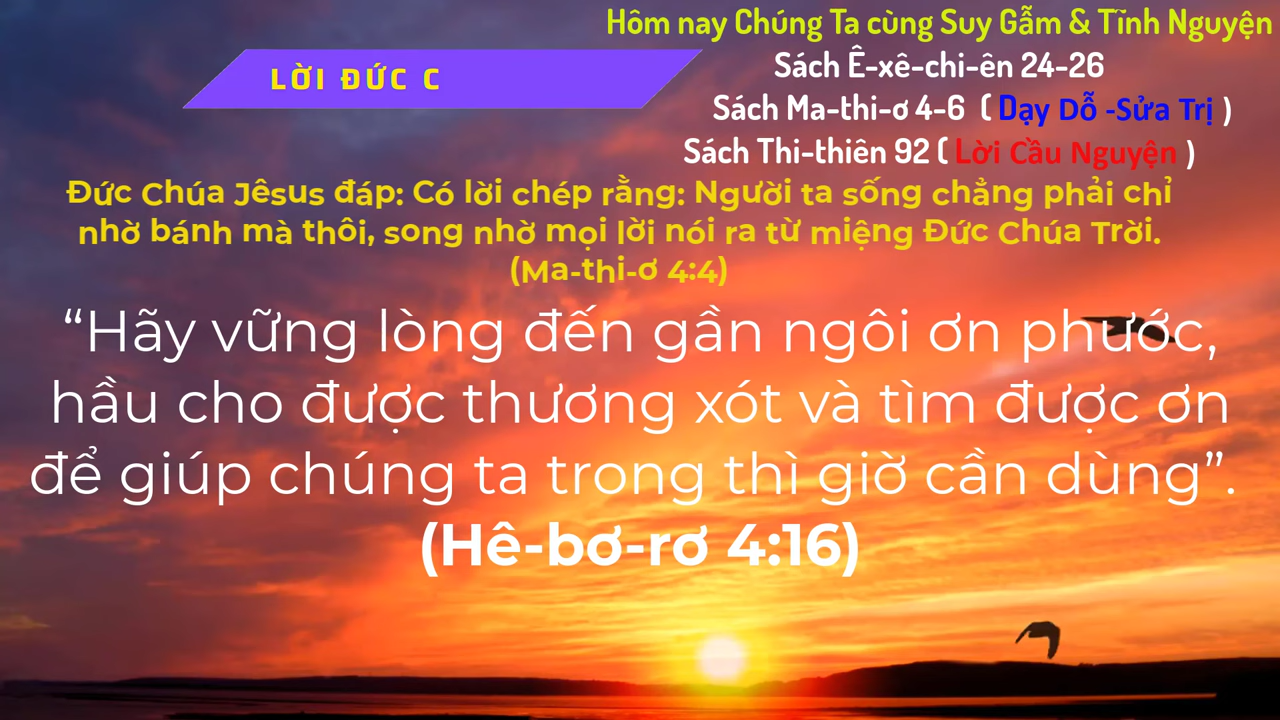 Hôm nay Chúng Ta cùng Suy Gẫm & Tĩnh Nguyện
Sách Ê-xê-chi-ên 24-26
LỜI ĐỨC C
Sách Ma-thi-ơ 4-6 ( Dạy Dỗ -Sửa Trị )
Sách Thi-thiên 92 ( Lời Cầu Nguyện )
Đức Chúa Jêsus đáp: Có lời chép rằng: Người ta sống chẳng phải chỉ
nhờ bánh mà thôi, song nhờ mọi lời nói ra từ miệng Đức Chúa Trời.
(Ma-thi-ơ 4:4)
“Hãy vững lòng đến gần ngôi ơn phước,
hầu cho được thương xót và tìm được ơn
để giúp chúng ta trong thì giờ cần dùng”.
(Hê-bơ-rơ 4:16)